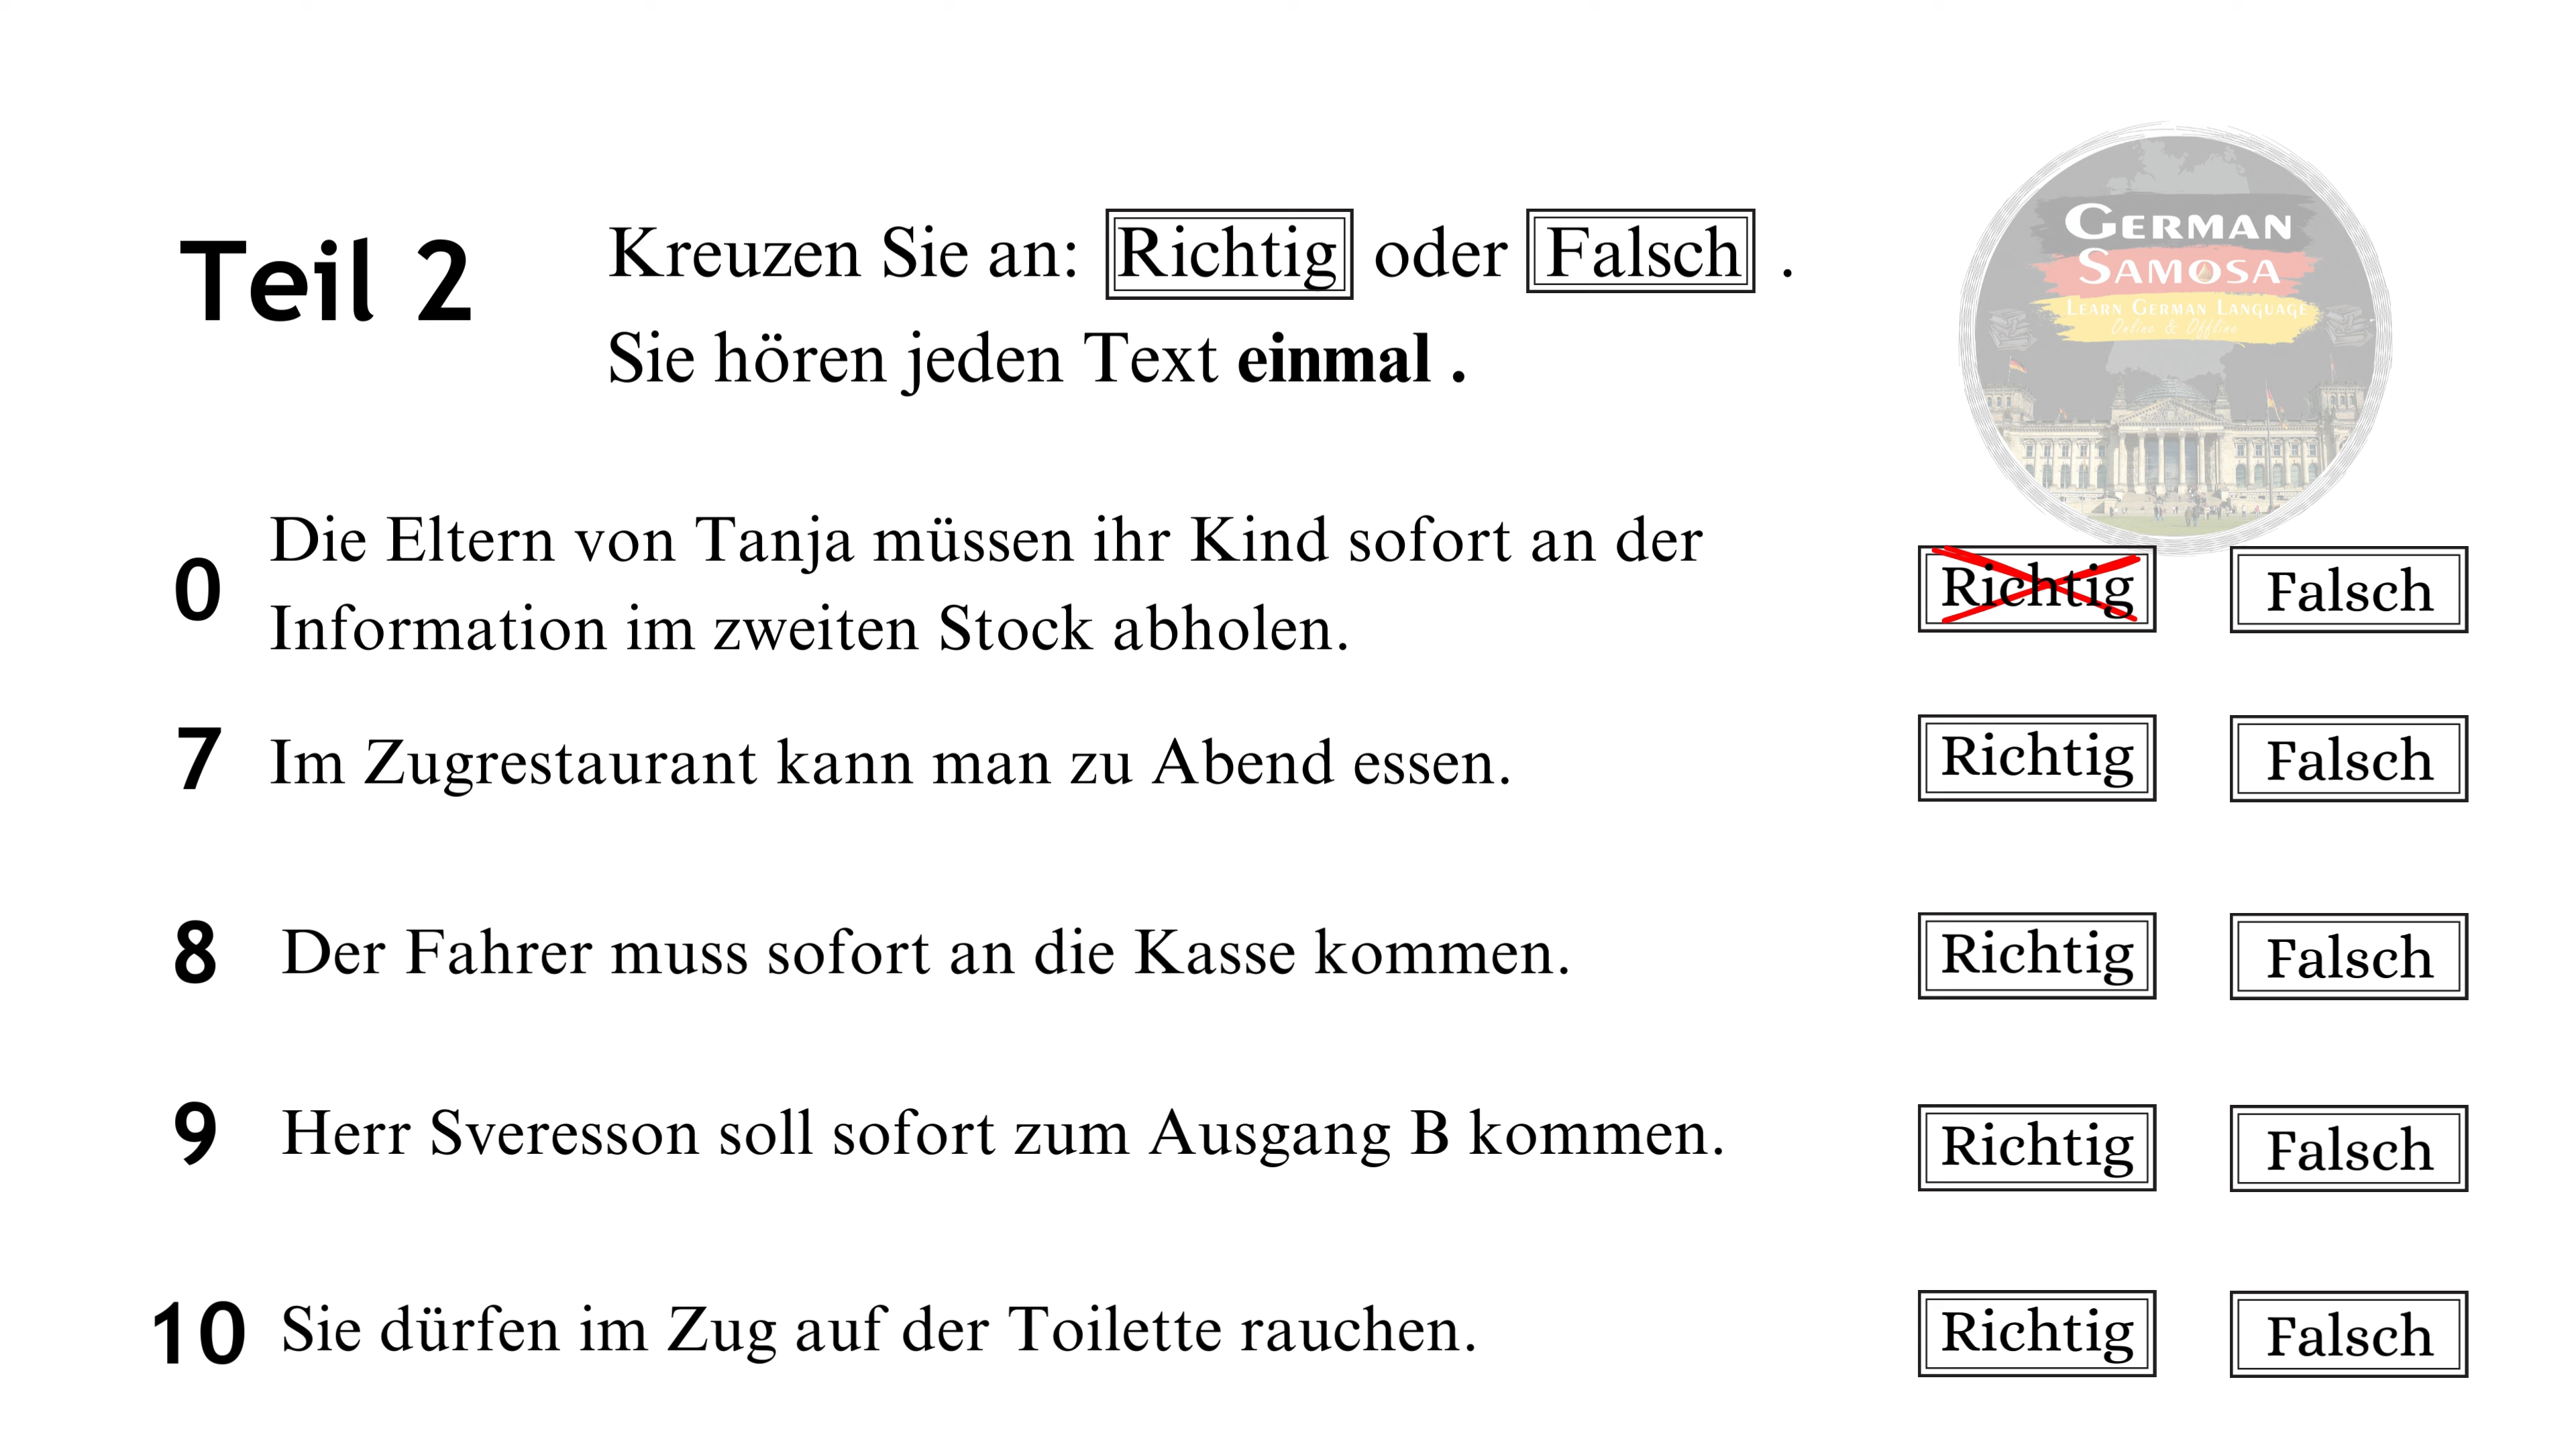 Teil 2
Kreuzen Sie an: Richtig oder Falsch .
Sie hören jeden Text einmal .
GERMAN
SAMOSA
LEARN GERMAN LANGUAGE
Online & Offline
0 Die Eltern von Tanja müssen ihr Kind sofort an der
Information im zweiten Stock abholen.
Richtig Falsch
7 Im Zugrestaurant kann man zu Abend essen. Richtig Falsch
8 Der Fahrer muss sofort an die Kasse kommen. Richtig Falsch
9 Herr Sveresson soll sofort zum Ausgang B kommen. Richtig Falsch
10 Sie dürfen im Zug auf der Toilette rauchen. Richtig Falsch